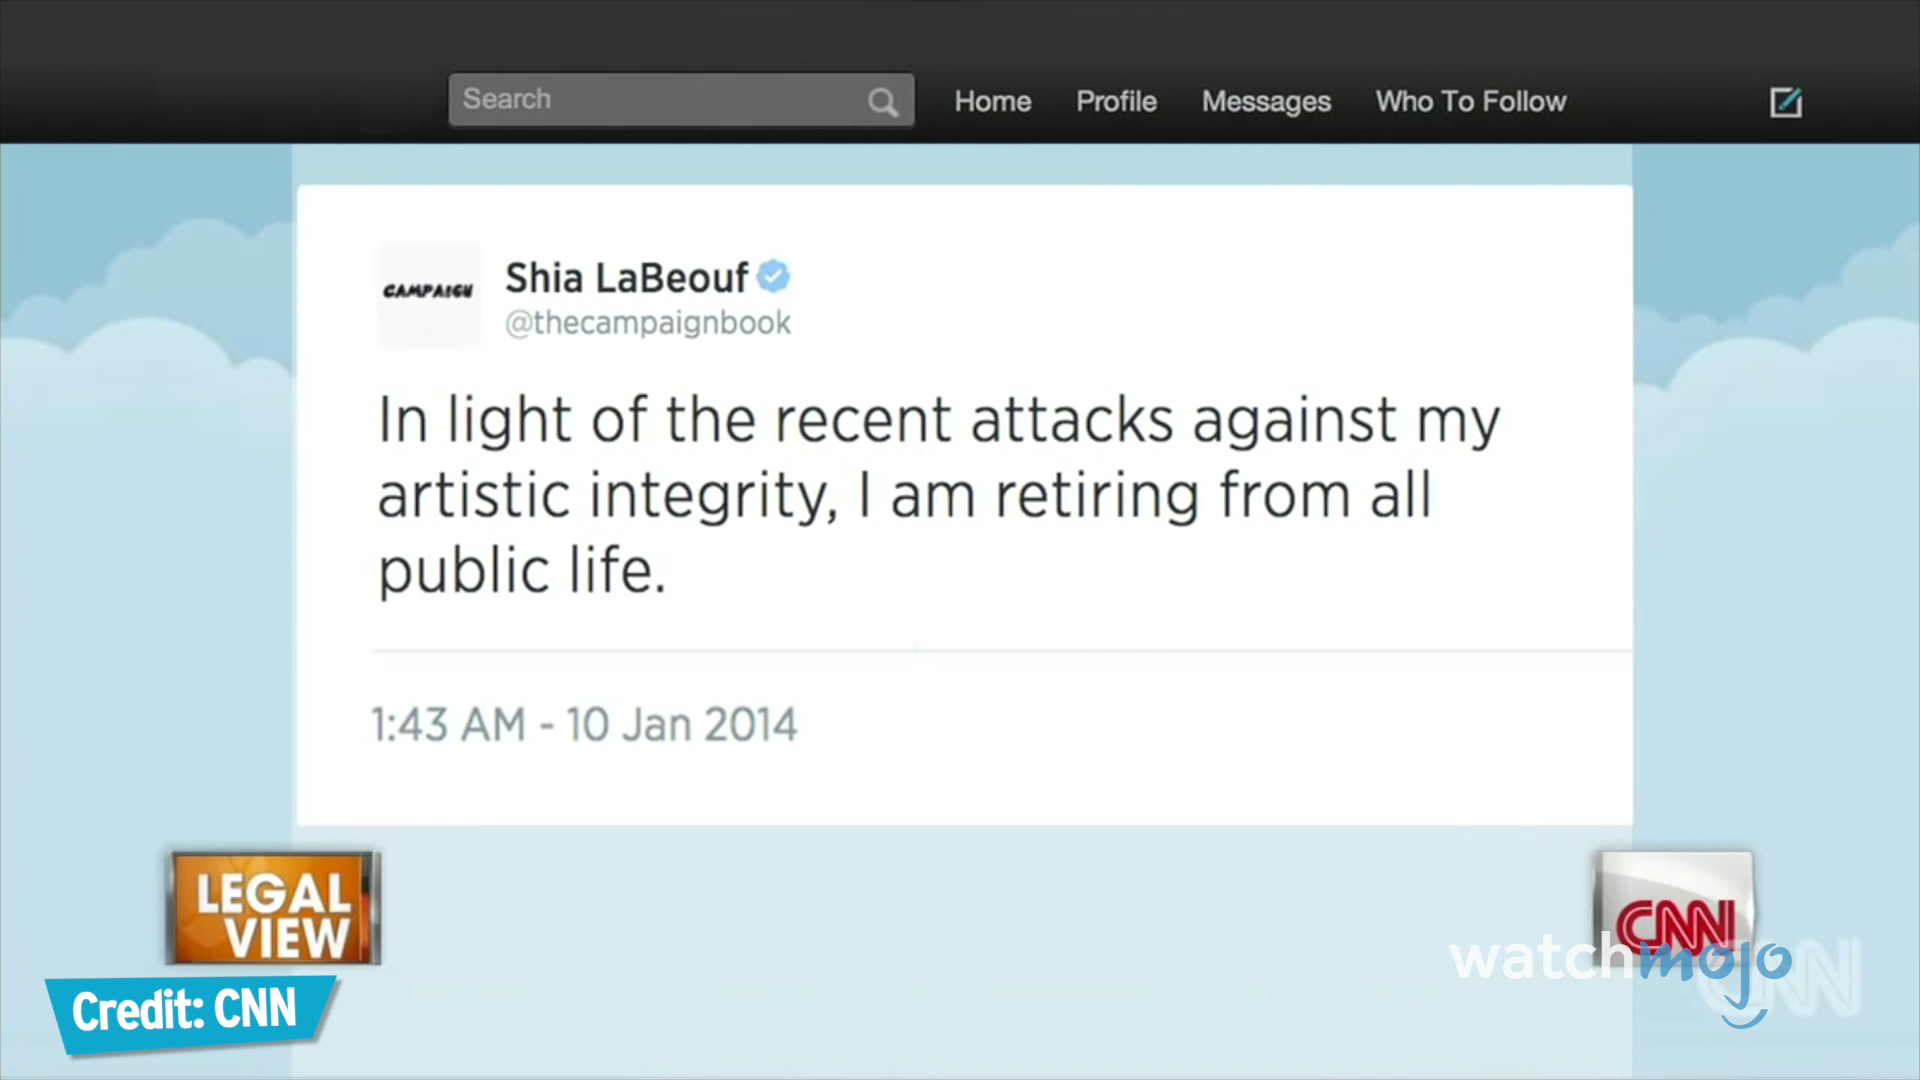 Search
Home Profile Messages Who To Follow
CAMPAIGN
Shia LaBeouf
@thecampaignbook
In light of the recent attacks against my
artistic integrity, I am retiring from all
public life.
1:43 AM - 10 Jan 2014
LEGAL
VIEW
CNN
watchmojo
CNN
Credit: CNN